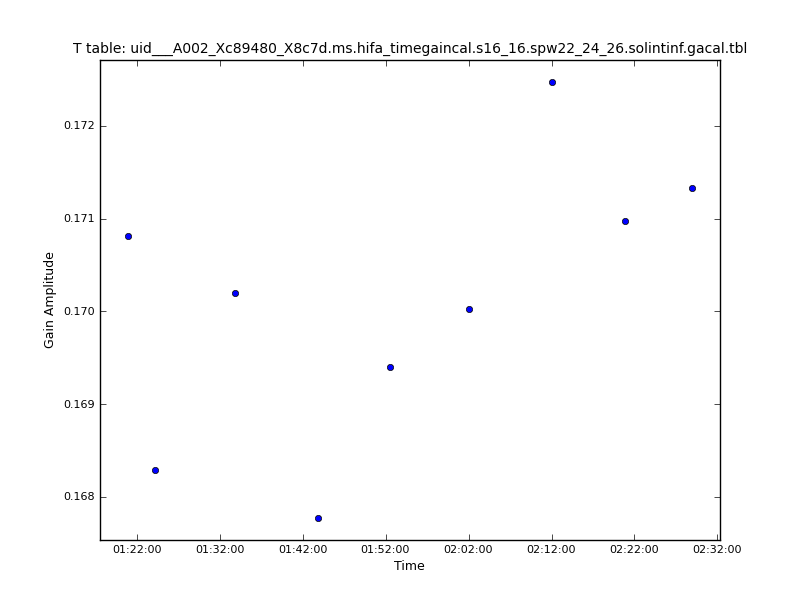 T table: uid___A002_Xc89480_X8c7d.ms.hifa_timegaincal.s16_16.spw22_24_26.solintinf.gacal.tbl
0.172
0.171
0.170
0.169
0.168
Gain Amplitude
01:22:00 01:32:00 01:42:00 01:52:00 02:02:00 02:12:00 02:22:00 02:32:00
Time